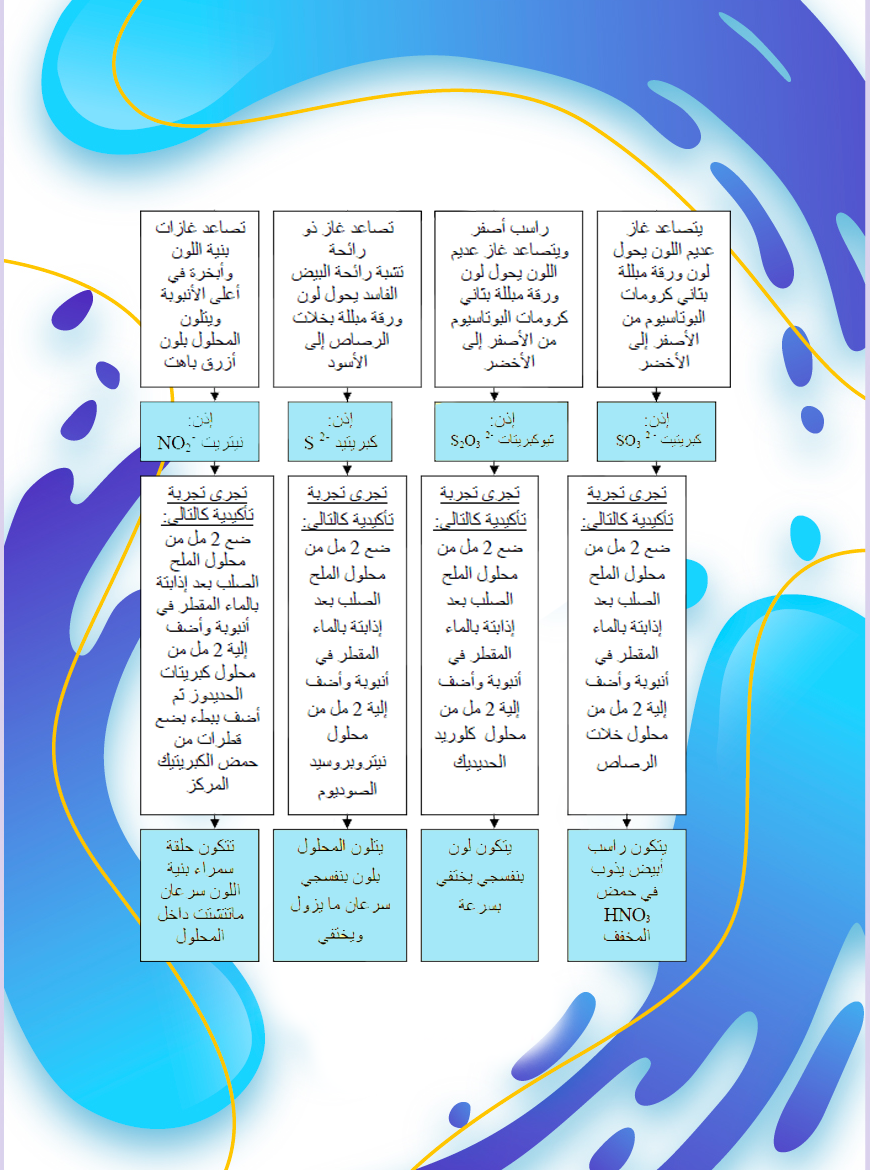 يتصاعد غاز
عديم اللون يحول
لون ورقة مبللة
بثاني كرومات
البوتاسيوم من
الأصفر إلى
الأخضر
إذن:
كبريتيت SO₃ ²⁻
تجرى تجربة
تأكيدية كالتالي:
ضع 2 مل من
محلول الملح
الصلب بعد
إذابتة بالماء
المقطر في
أنبوبة وأضف
إلية 2 مل من
محلول خلات
الرصاص
يتكون راسب
أبيض يذوب
في حمض
HNO₃
المخفف
راسب أصفر
ويتصاعد غاز عديم
اللون يحول لون
ورقة مبللة بثاني
كرومات البوتاسيوم
من الأصفر إلى
الأخضر
إذن:
ثيوكبريتات S₂O₃ ²⁻
تجرى تجربة
تأكيدية كالتالي:
ضع 2 مل من
محلول الملح
الصلب بعد
إذابتة بالماء
المقطر في
أنبوبة وأضف
إلية 2 مل من
محلول كلوريد
الحديديك
يتكون لون
بنفسجي يختفي
بسرعة
تصاعد غاز ذو
رائحة
تشبة رائحة البيض
الفاسد يحول لون
ورقة مبللة بخلات
الرصاص إلى
الأسود
إذن:
كبريتيد S ²⁻
تجرى تجربة
تأكيدية كالتالي:
ضع 2 مل من
محلول الملح
الصلب بعد
إذابتة بالماء
المقطر في
أنبوبة وأضف
إلية 2 مل من
محلول
نيتروبروسيد
الصوديوم
يتلون المحلول
بلون بنفسجي
سرعان ما يزول
ويختفي
تصاعد غازات
بنية اللون
وأبخرة في
أعلى الأنبوبة
ويتلون
المحلول بلون
أزرق باهت
إذن:
نيتريت NO₂⁻
تجرى تجربة
تأكيدية كالتالي:
ضع 2 مل من
محلول الملح
الصلب بعد إذابتة
بالماء المقطر في
أنبوبة وأضف
إلية 2 مل من
محلول كبريتات
الحديدوز ثم
أضف ببطء بضع
قطرات من
حمض الكبريتيك
المركز
تتكون حلقة
سمراء بنية
اللون سرعان
ماتتشتت داخل
المحلول